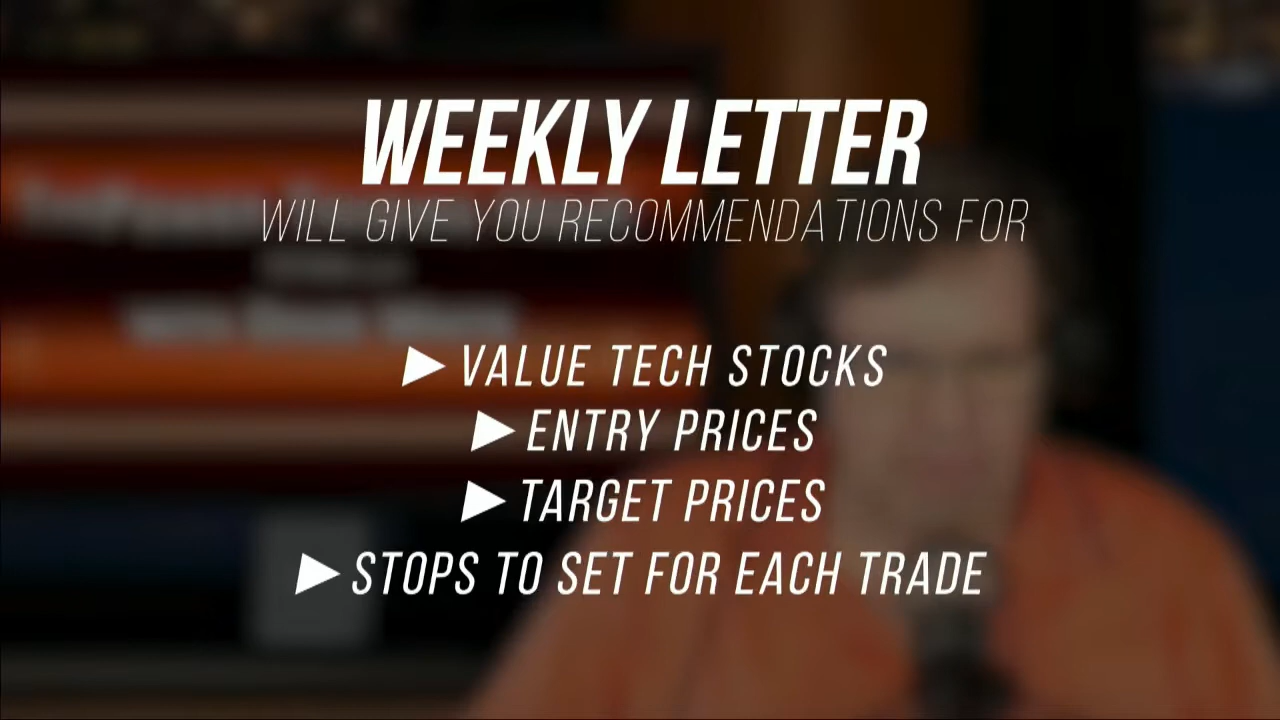 WEEKLY LETTER
WILL GIVE YOU RECOMMENDATIONS FOR
▶ VALUE TECH STOCKS
▶ ENTRY PRICES
▶ TARGET PRICES
▶ STOPS TO SET FOR EACH TRADE